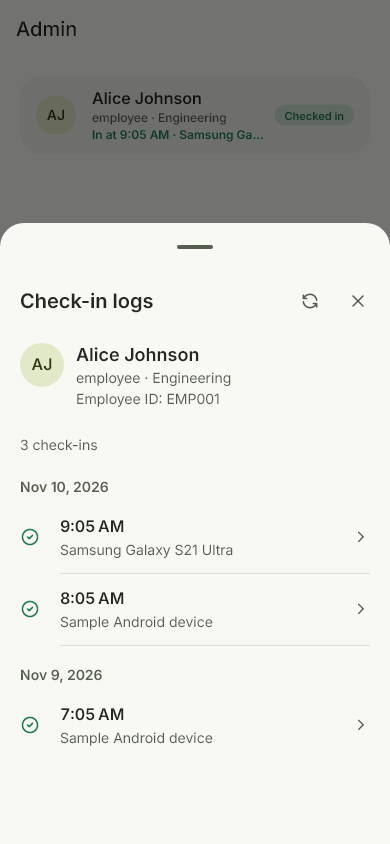 Admin
AJ
Alice Johnson
employee · Engineering
In at 9:05 AM · Samsung Ga...
Checked in
Check-in logs
AJ
Alice Johnson
employee · Engineering
Employee ID: EMP001
3 check-ins
Nov 10, 2026
9:05 AM
Samsung Galaxy S21 Ultra
8:05 AM
Sample Android device
Nov 9, 2026
7:05 AM
Sample Android device